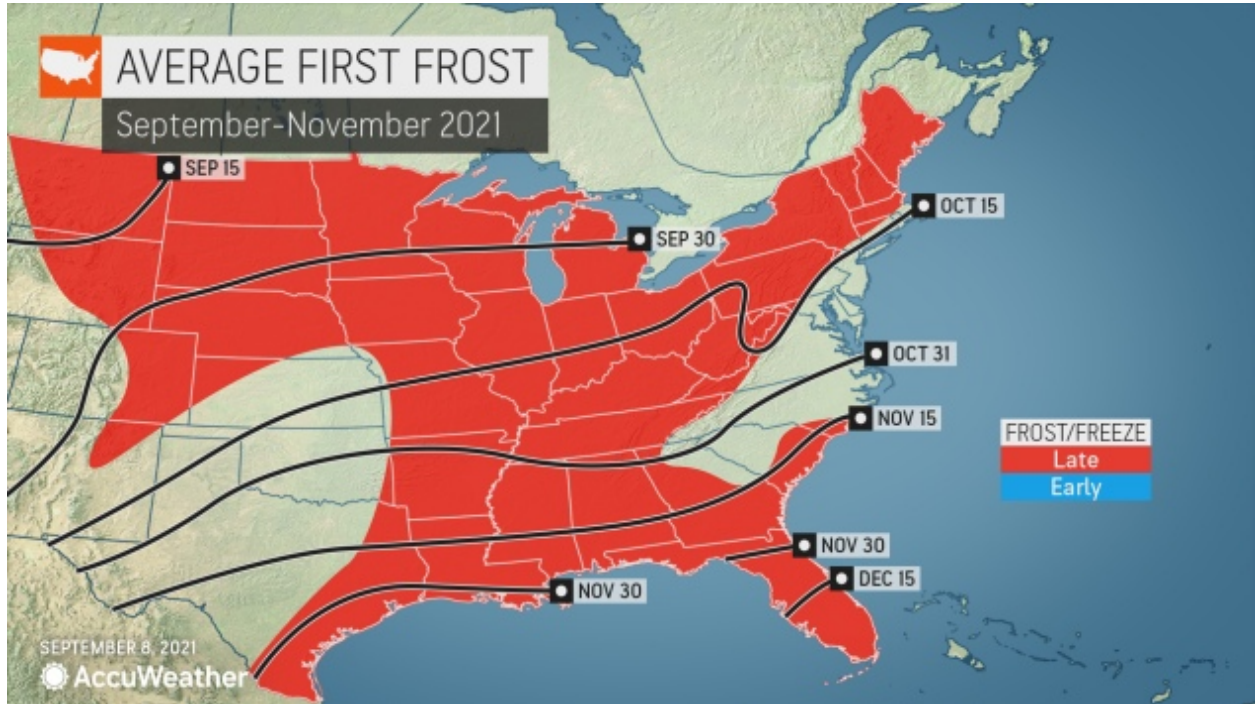 AVERAGE FIRST FROST
September-November 2021
SEP 15
OCT 15
SEP 30
OCT 31
NOV 15
FROST/FREEZE
Late
Early
NOV 30
DEC 15
NOV 30
SEPTEMBER 8, 2021
AccuWeather